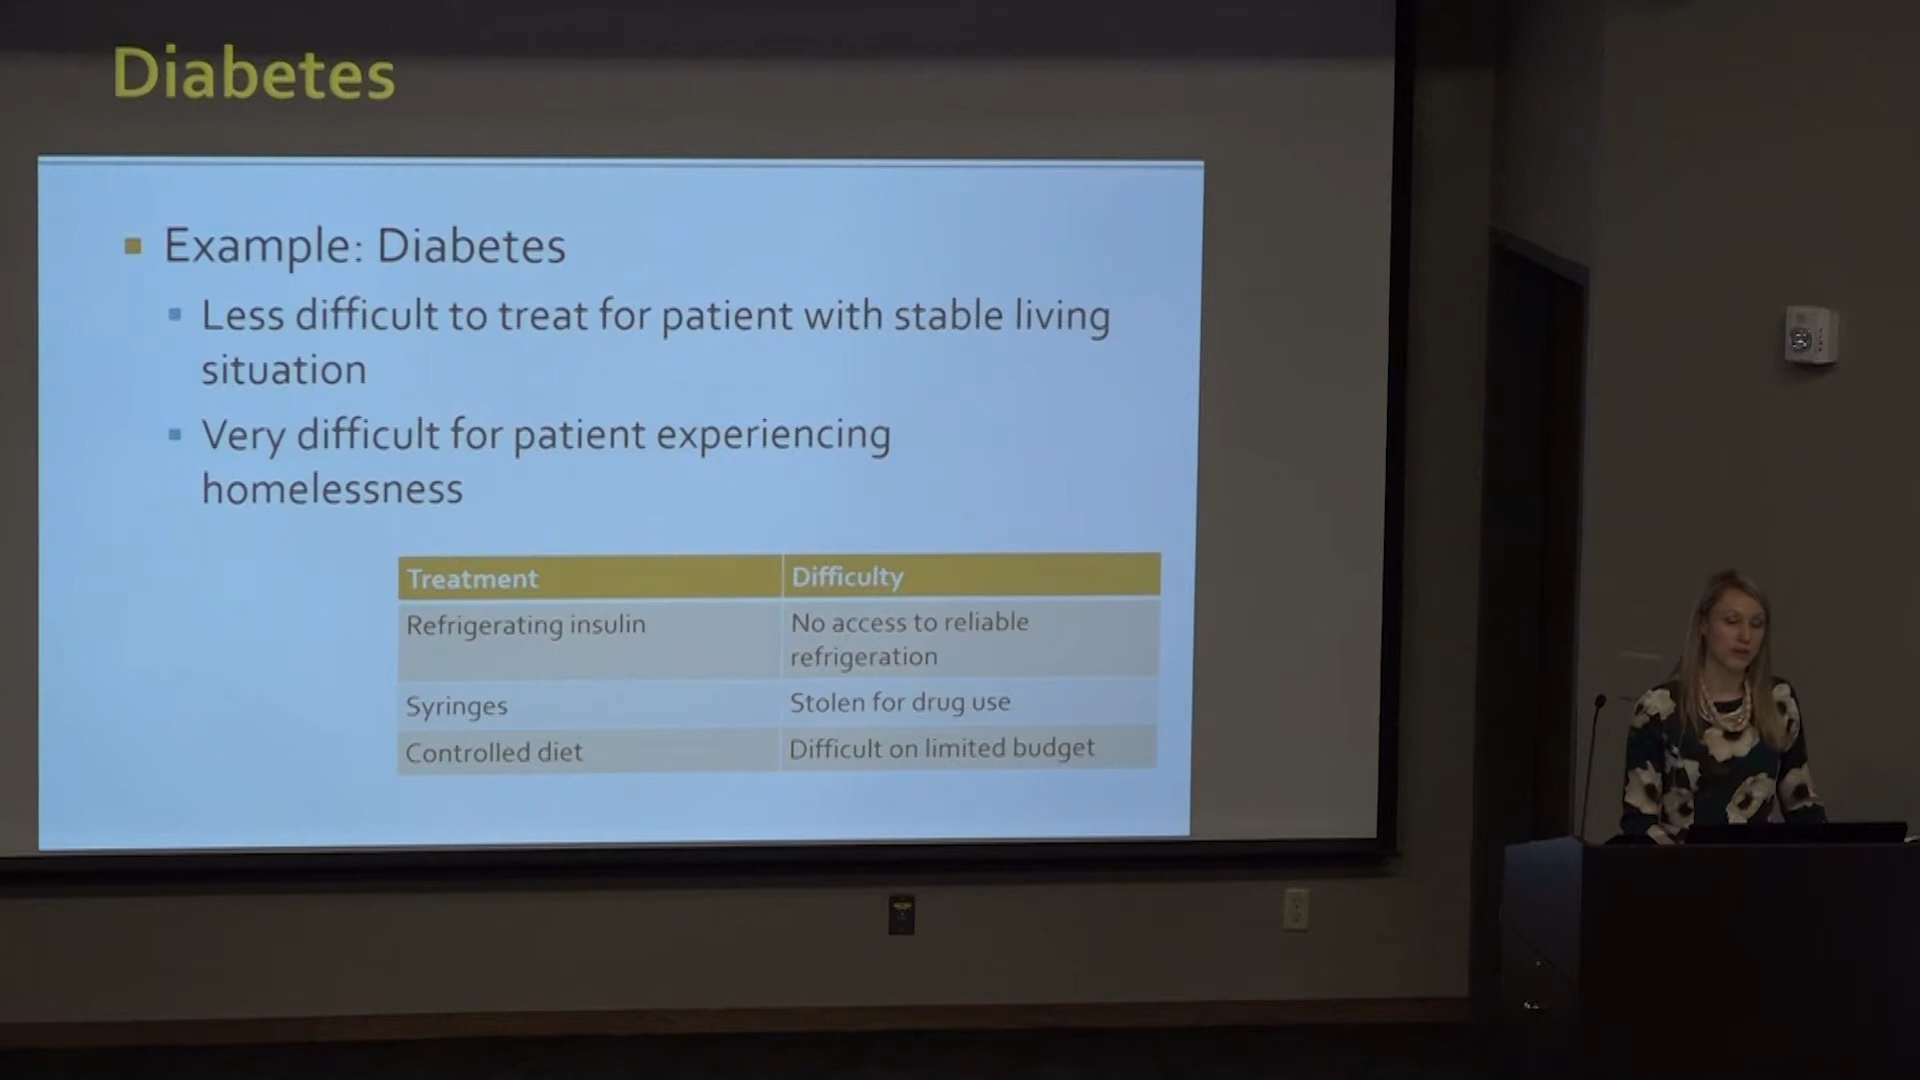 Diabetes
Example: Diabetes
Less difficult to treat for patient with stable living
situation
Very difficult for patient experiencing
homelessness
Treatment
Difficulty
Refrigerating insulin
No access to reliable
refrigeration
Syringes
Stolen for drug use
Controlled diet
Difficult on limited budget